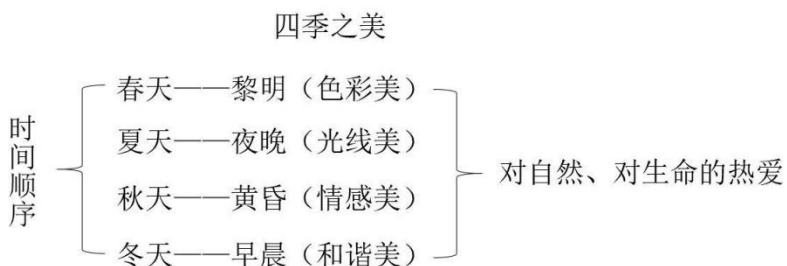 四季之美
时间顺序
春天——黎明（色彩美）
夏天——夜晚（光线美）
秋天——黄昏（情感美）
冬天——早晨（和谐美）
对自然、对生命的热爱